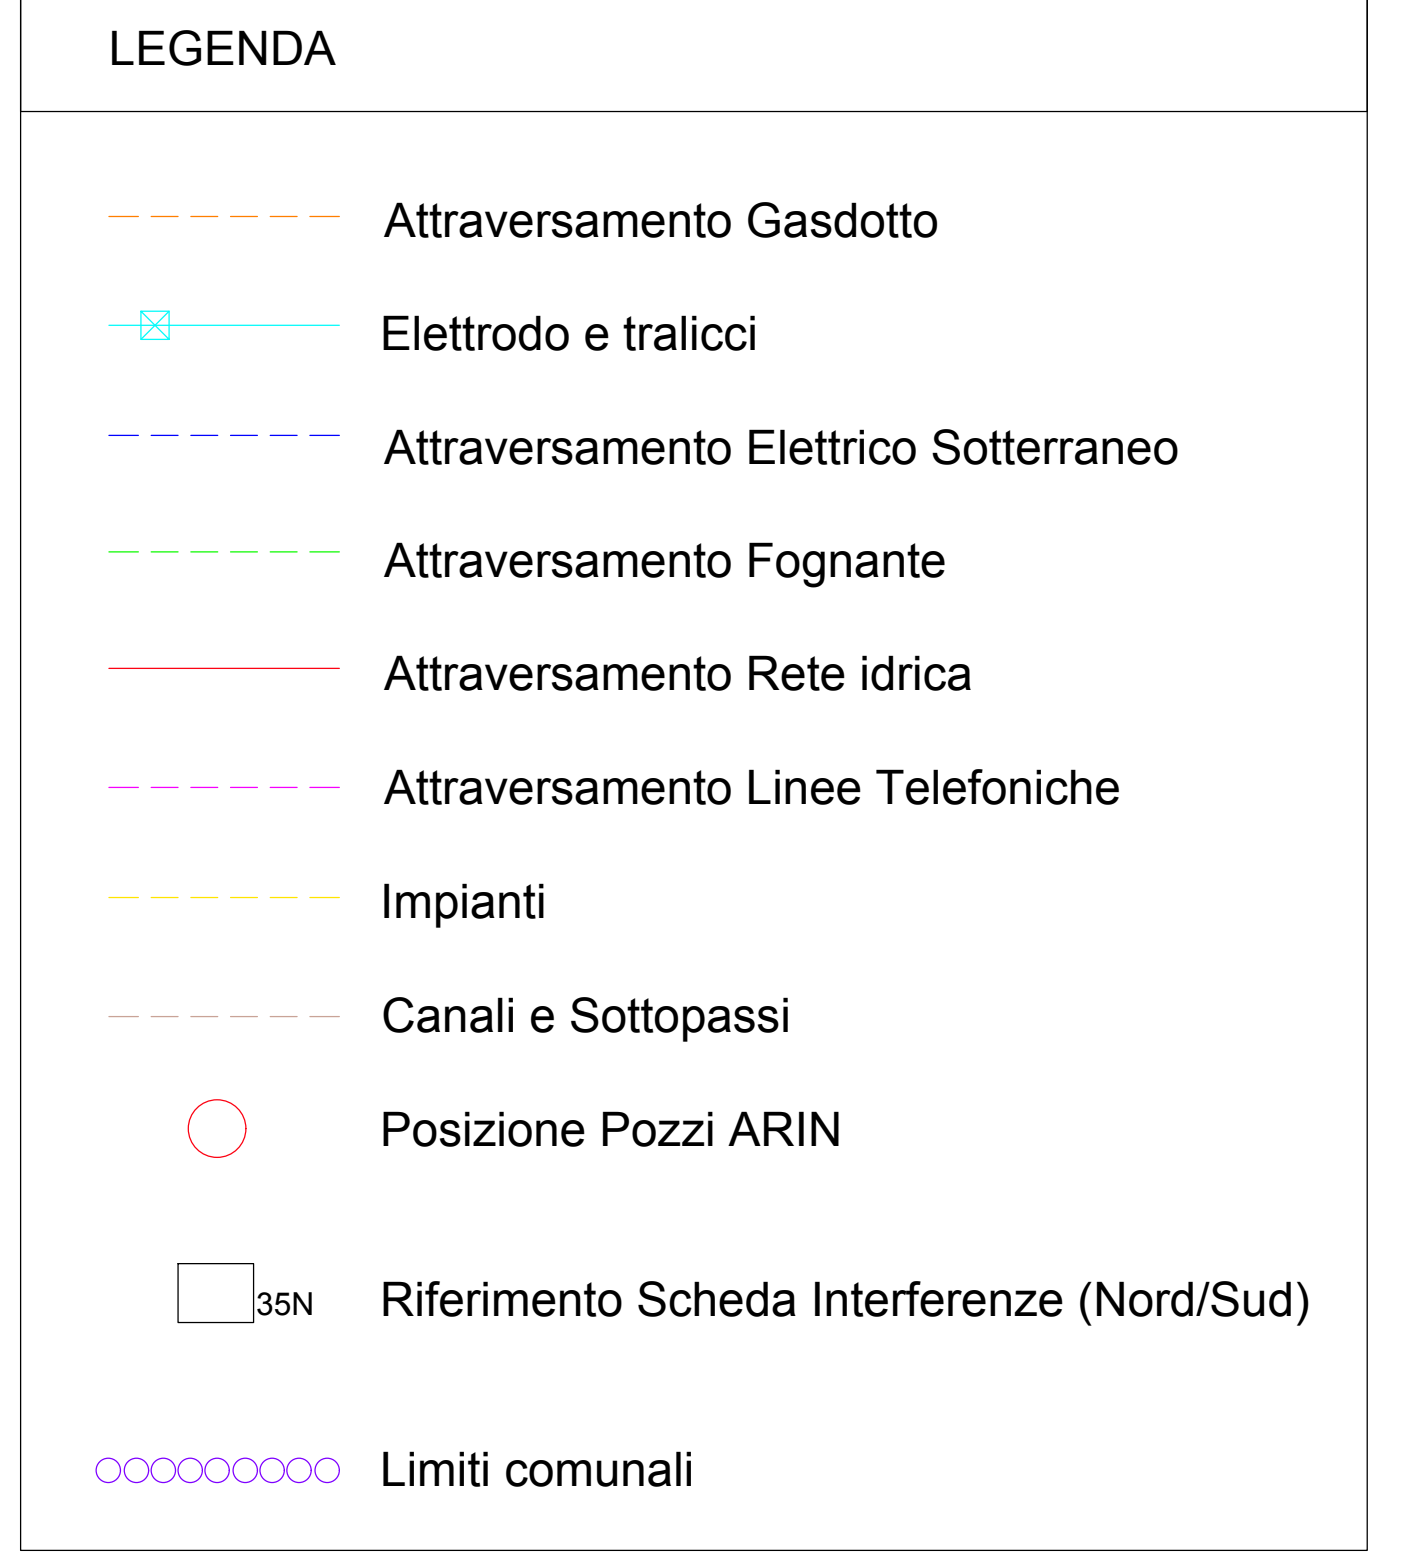 LEGENDA
Attraversamento Gasdotto
Elettrodo e tralicci
Attraversamento Elettrico Sotterraneo
Attraversamento Fognante
Attraversamento Rete idrica
Attraversamento Linee Telefoniche
Impianti
Canali e Sottopassi
Posizione Pozzi ARIN
35N Riferimento Scheda Interferenze (Nord/Sud)
Limiti comunali